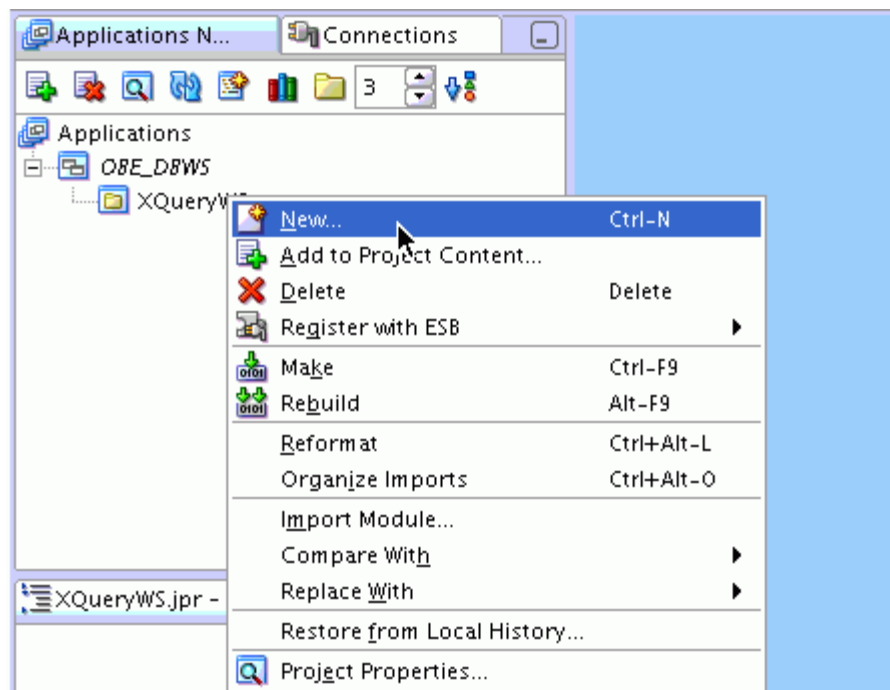 Applications N... Connections
3
Applications
OBE_DBWS
XQueryWS
New... Ctrl-N
Add to Project Content...
Delete Delete
Register with ESB
Make Ctrl-F9
Rebuild Alt-F9
Reformat Ctrl+Alt-L
Organize Imports Ctrl+Alt-O
Import Module...
Compare With
Replace With
XQueryWS.jpr -
Restore from Local History...
Project Properties...